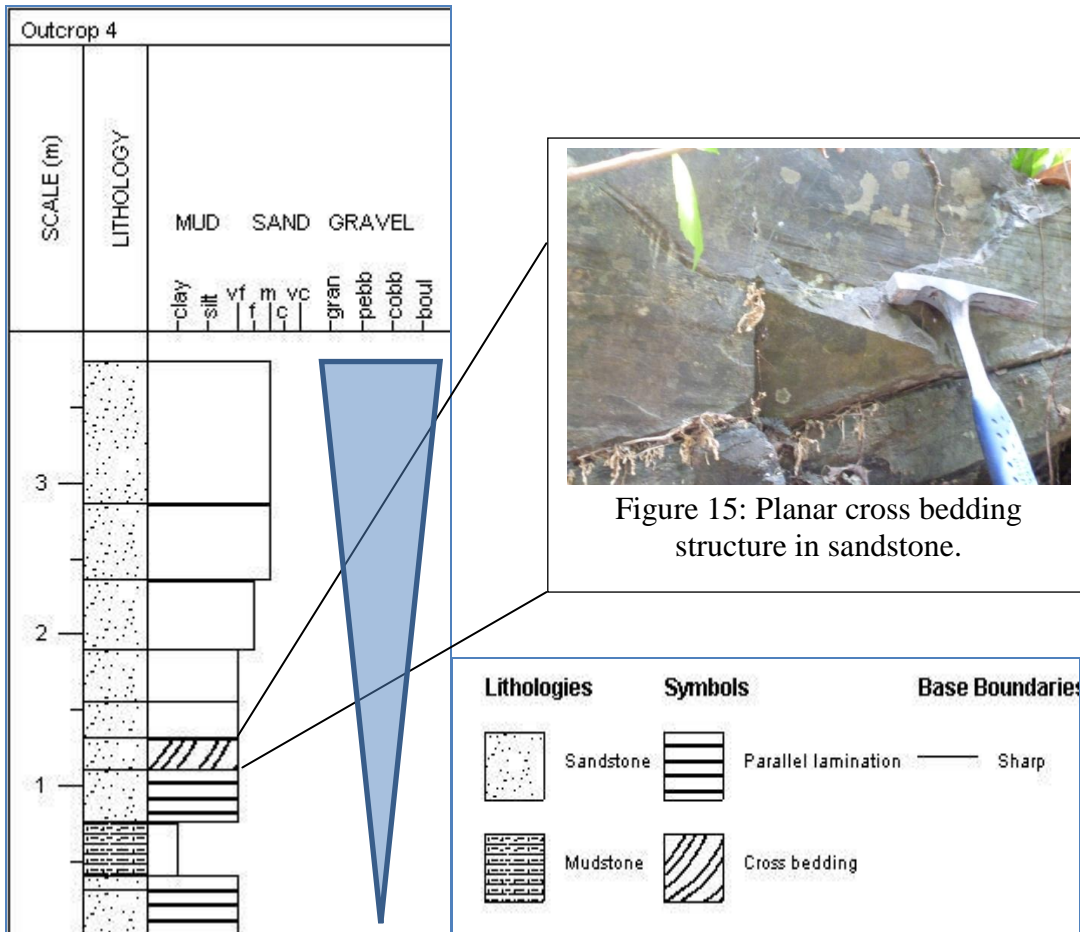 Outcrop 4
SCALE (m)
LITHOLOGY
MUD SAND GRAVEL
clay
silt
vf
f
m
c
vc
gran
pebb
cobb
boul
3
2
1
Figure 15: Planar cross bedding
structure in sandstone.
Lithologies
Symbols
Base Boundaries
Sandstone
Parallel lamination
Sharp
Mudstone
Cross bedding